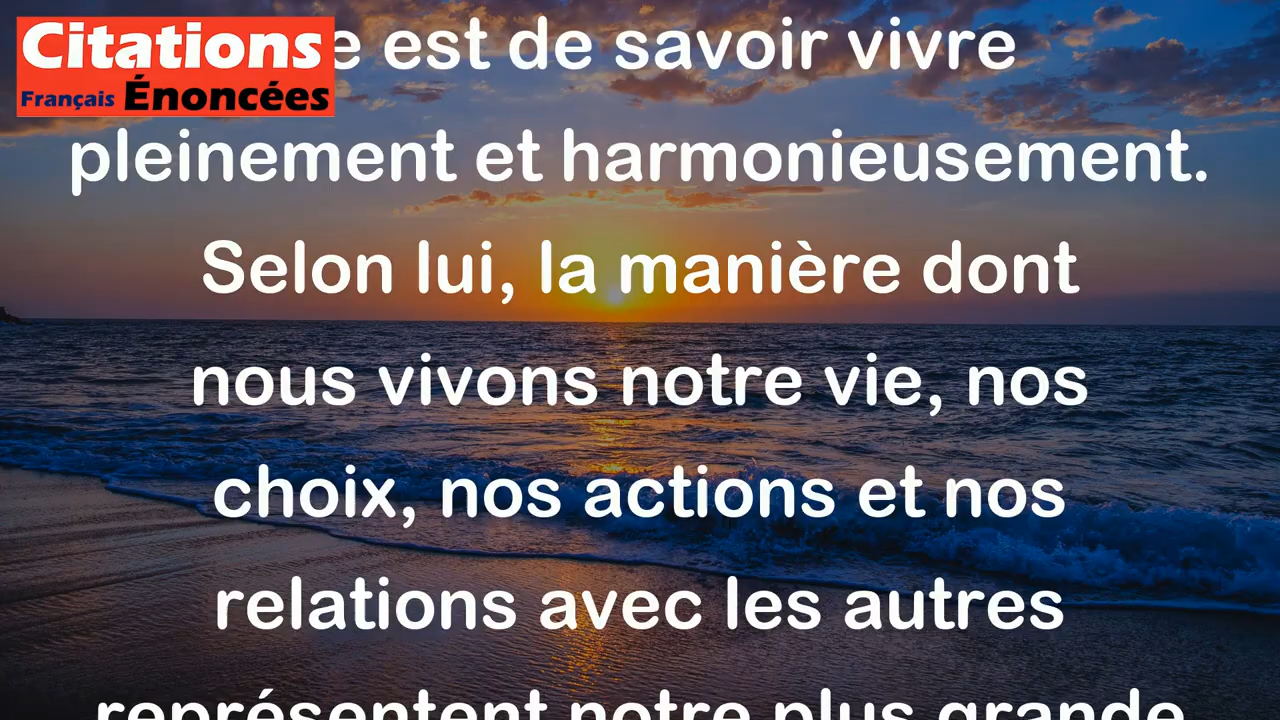 Citations
Français Énoncées
est de savoir vivre
pleinement et harmonieusement.
Selon lui, la manière dont
nous vivons notre vie, nos
choix, nos actions et nos
relations avec les autres
représentent notre plus grande